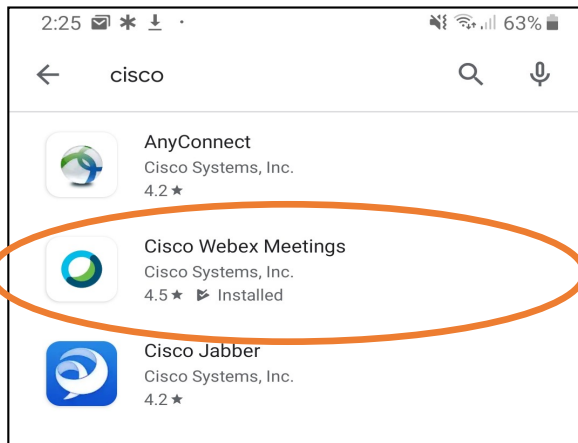 2:25 63%
cisco
AnyConnect
Cisco Systems, Inc.
4.2 ★
Cisco Webex Meetings
Cisco Systems, Inc.
4.5 ★ Installed
Cisco Jabber
Cisco Systems, Inc.
4.2 ★